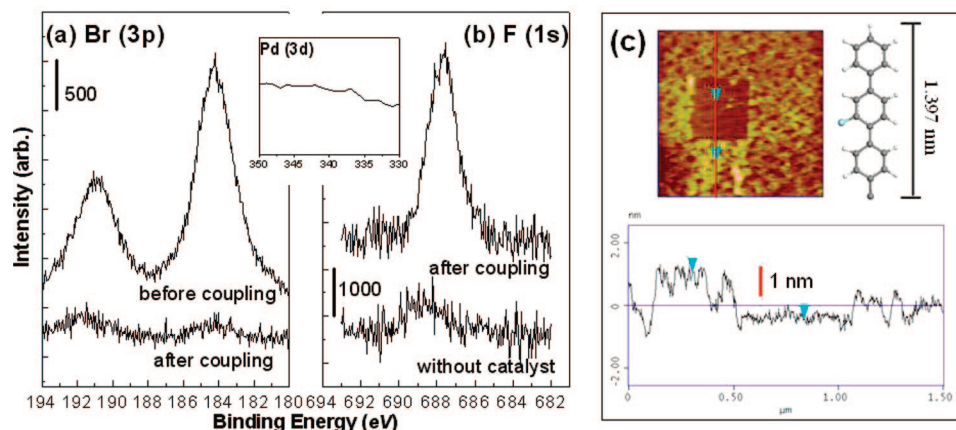 (a) Br (3p)
500
before coupling
after coupling
Pd (3d)
350 345 340 335 330
(b) F (1s)
after coupling
1000
without catalyst
Intensity (arb.)
194 192 190 188 186 184 182 180
694 692 690 688 686 684 682
Binding Energy (eV)
(c)
1.397 nm
nm
2.00
0
-2.00
1 nm
0 0.50 1.00 1.50
μm